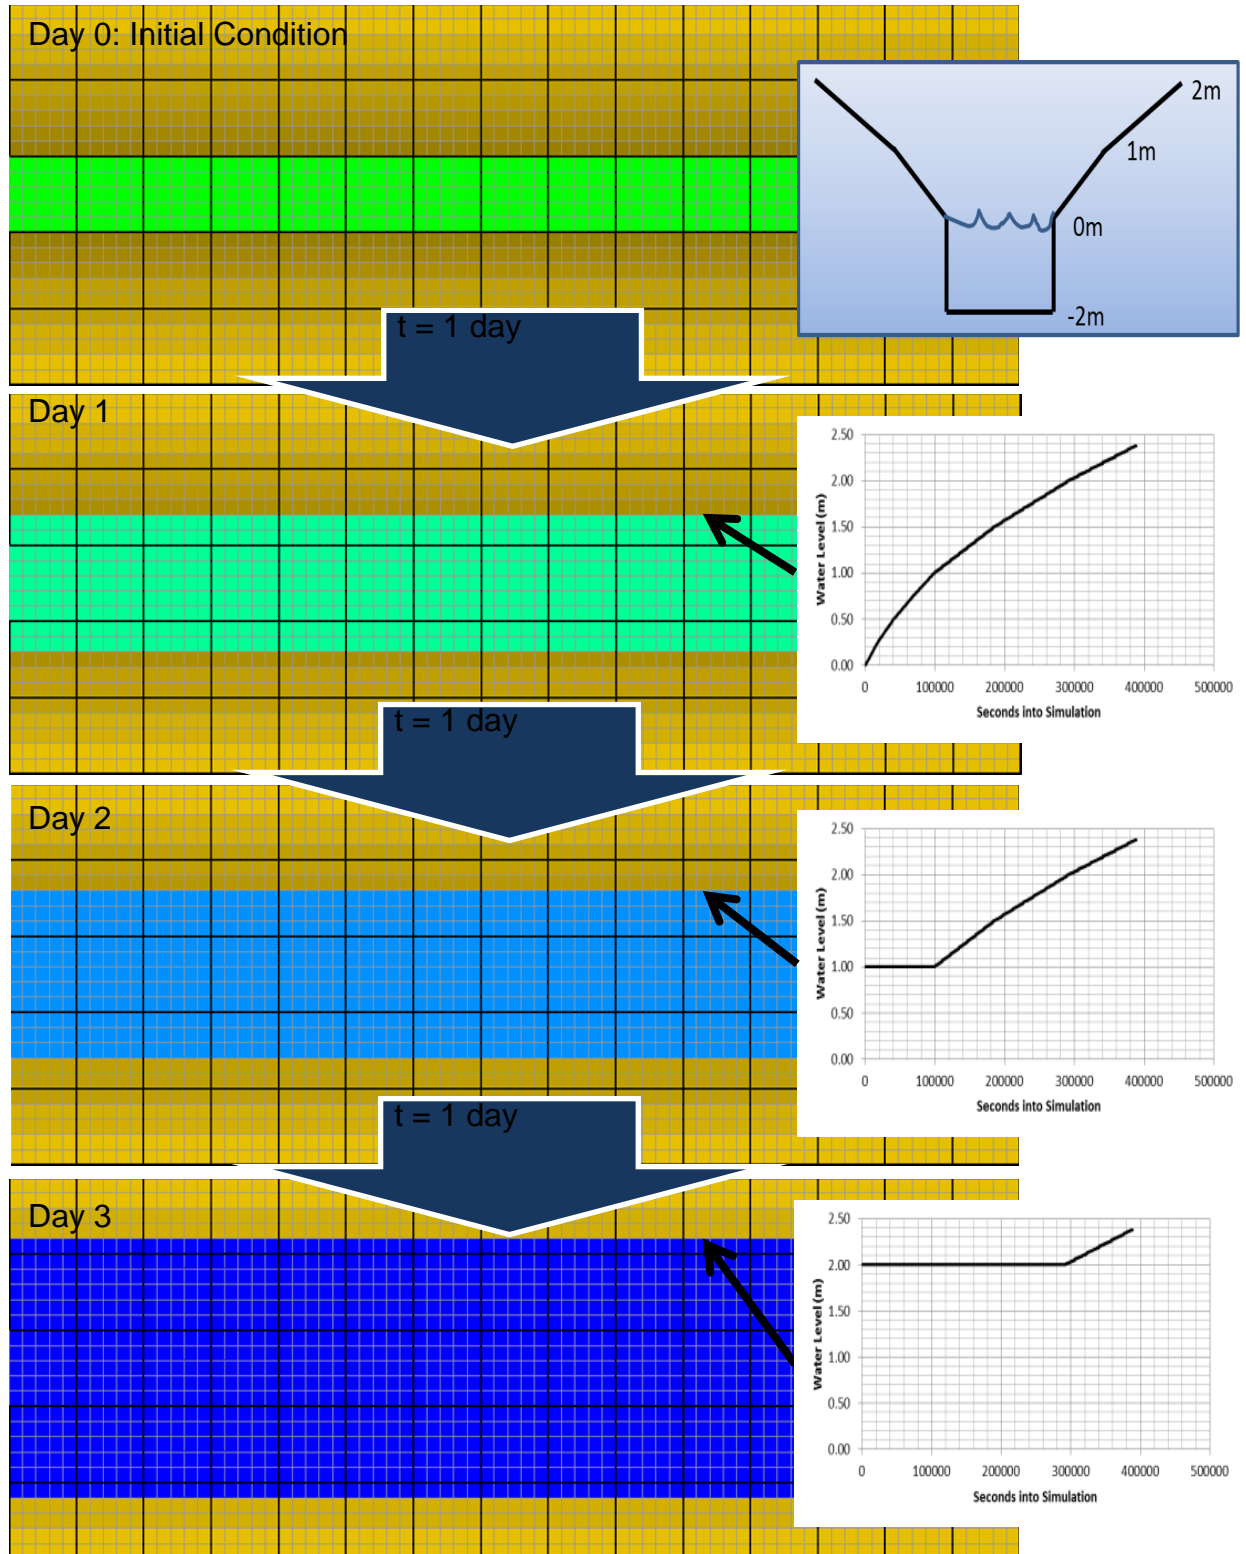 Day 0: Initial Condition
2m
1m
0m
-2m
t = 1 day
Day 1
2.50
2.00
1.50
1.00
0.50
0.00
Water Level (m)
0 100000 200000 300000 400000 500000
Seconds into Simulation
t = 1 day
Day 2
2.50
2.00
1.50
1.00
0.50
0.00
Water Level (m)
0 100000 200000 300000 400000 500000
Seconds into Simulation
t = 1 day
Day 3
2.50
2.00
1.50
1.00
0.50
0.00
Water Level (m)
0 100000 200000 300000 400000 500000
Seconds into Simulation